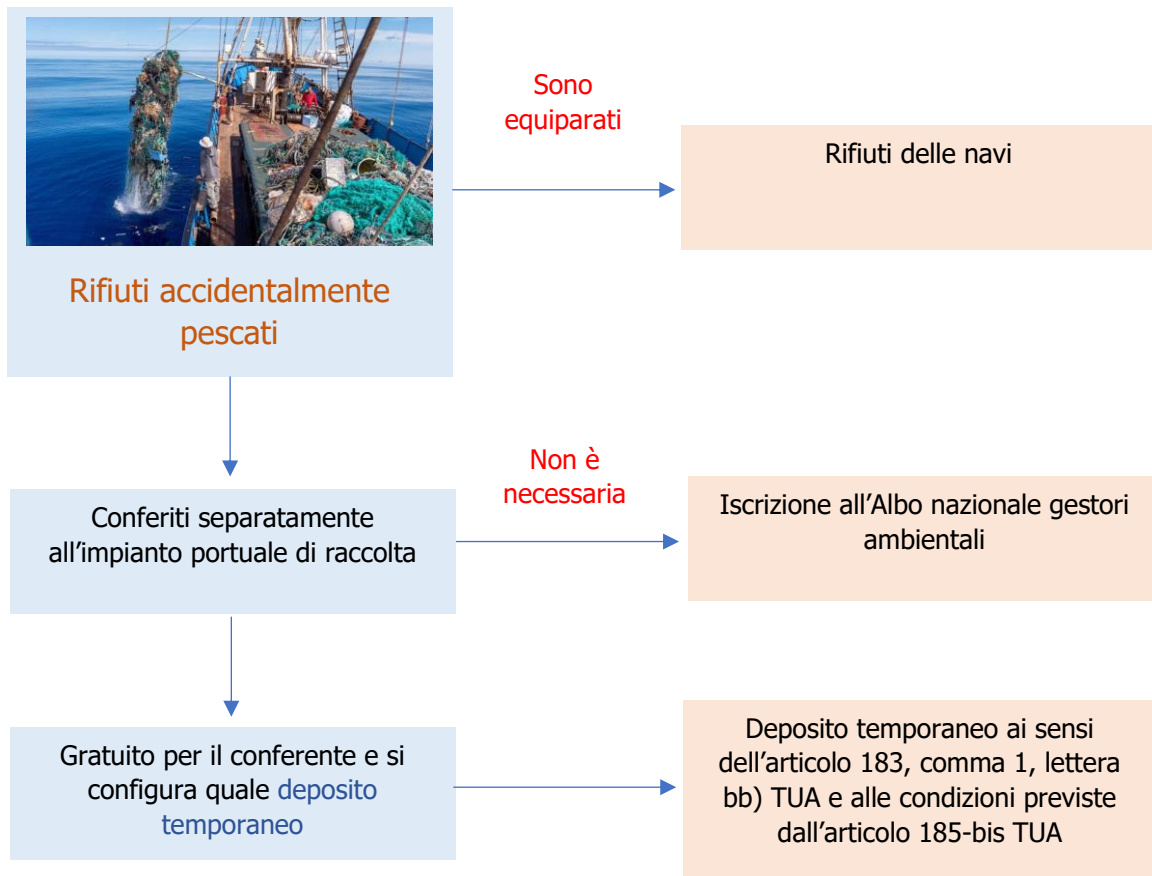 Sono
equiparati
Rifiuti delle navi
Rifiuti accidentalmente
pescati
Non è
necessaria
Conferiti separatamente
all’impianto portuale di raccolta
Iscrizione all’Albo nazionale gestori
ambientali
Gratuito per il conferente e si
configura quale deposito
temporaneo
Deposito temporaneo ai sensi
dell’articolo 183, comma 1, lettera
bb) TUA e alle condizioni previste
dall’articolo 185-bis TUA